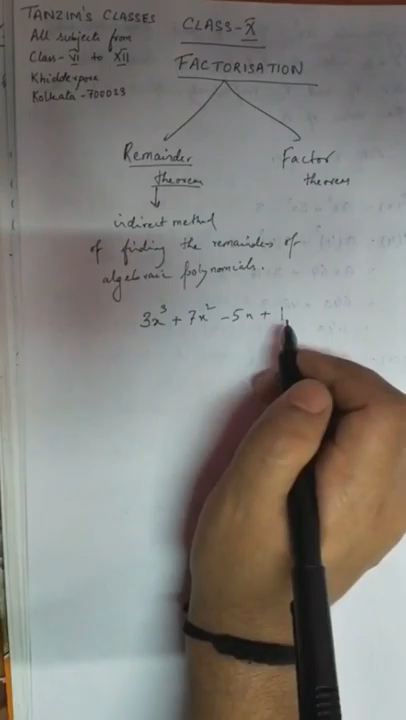 TANZIM'S CLASSES
All subjects from
Class-VI to XII
Khidderpore
Kolkata-700023
CLASS-X
FACTORISATION
Remainder
theorem
Factor
theorem
indirect method
of finding the remainders of
algebraic polynomials.
3x³ + 7x² - 5x + 1